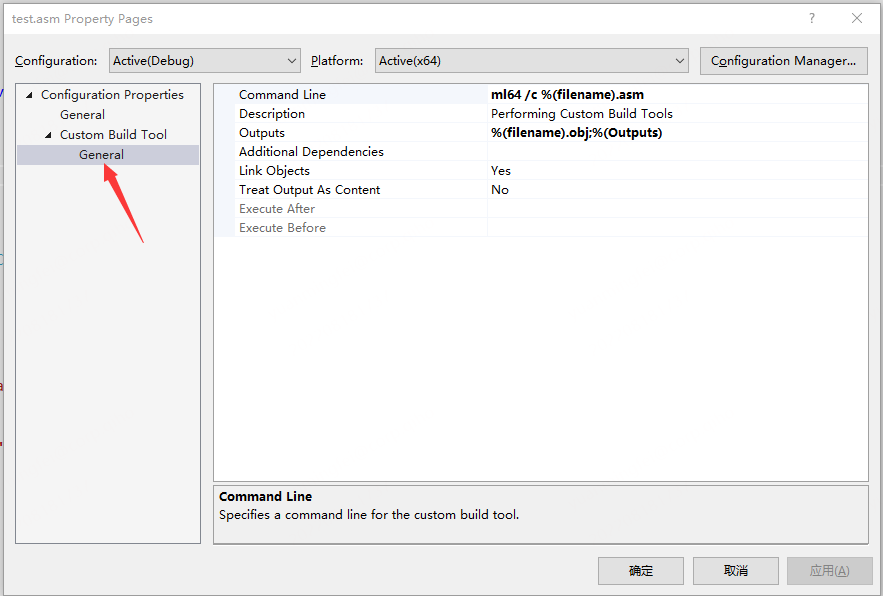 test.asm Property Pages
Configuration: Active(Debug) Platform: Active(x64) Configuration Manager...
Configuration Properties
General
Custom Build Tool
General
Command Line ml64 /c %(filename).asm
Description Performing Custom Build Tools
Outputs %(filename).obj;%(Outputs)
Additional Dependencies
Link Objects Yes
Treat Output As Content No
Execute After
Execute Before
Command Line
Specifies a command line for the custom build tool.
确定 取消 应用(A)